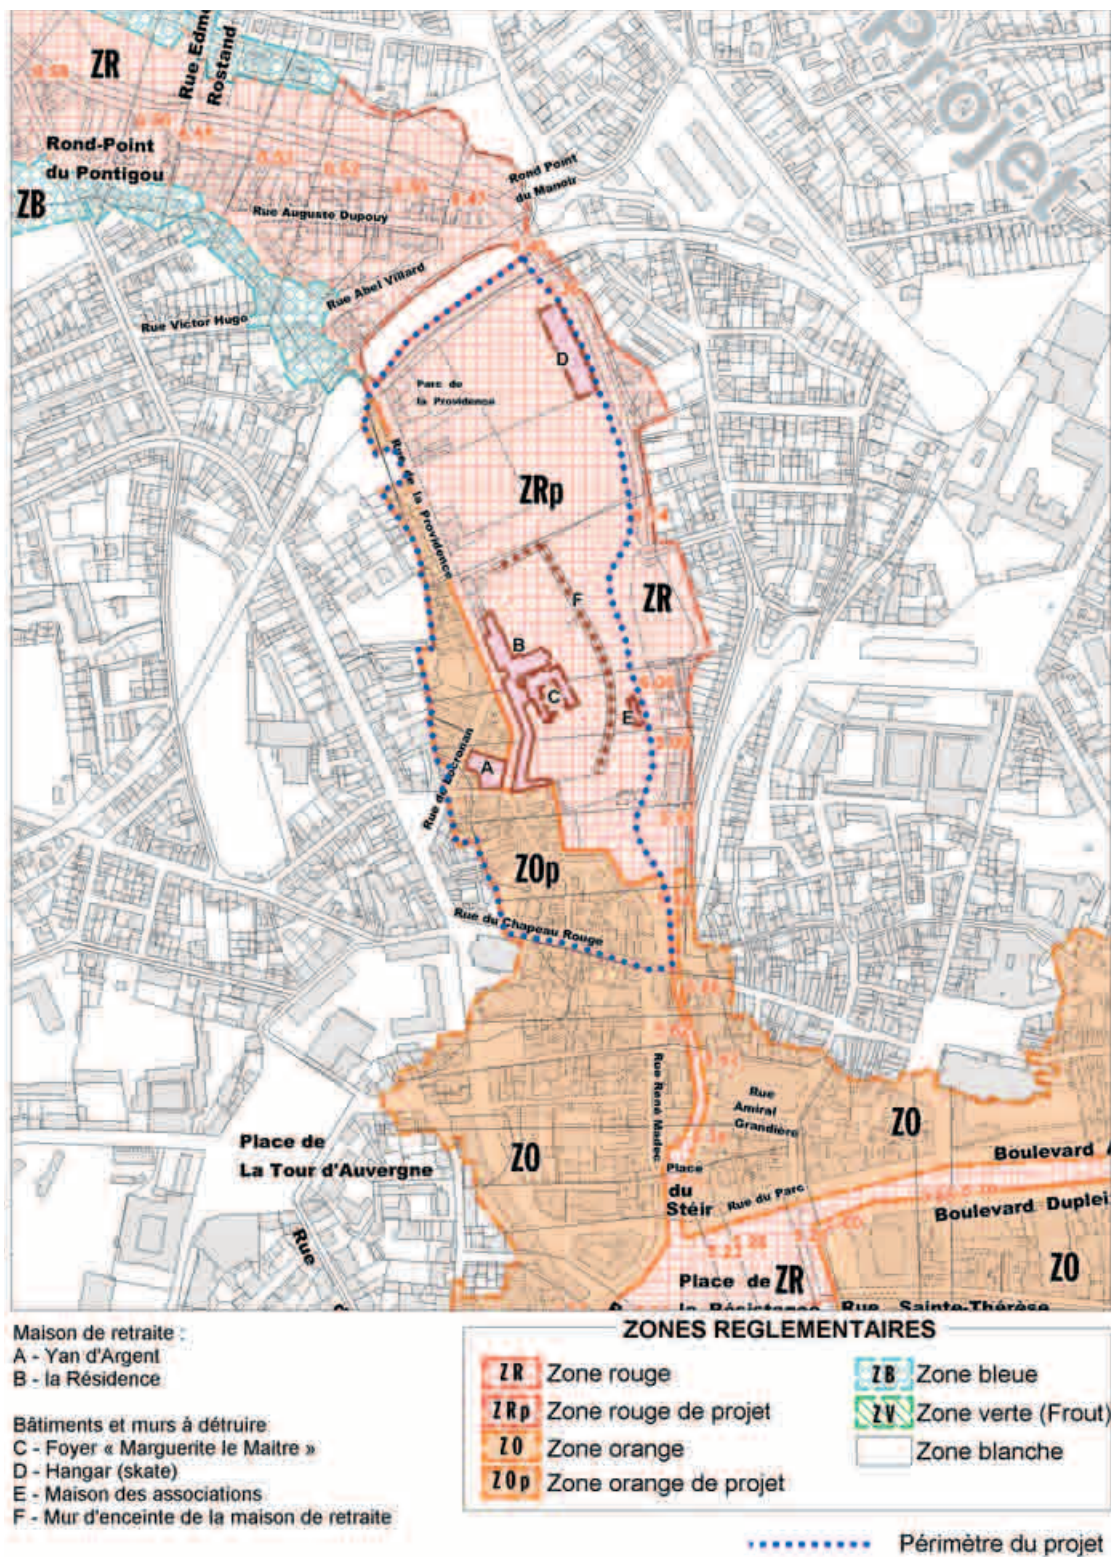 Projet
ZR
Rue Edm
Rostand
Rond-Point
du Pontigou
ZB
Rond Point
du Manoir
Rue Auguste Dupouy
Rue Abel Villard
Rue Victor Hugo
D
Parc de
la Providence
Rue de la Providence
ZRp
F
ZR
B
C
E
A
Rue de Locronan
ZOp
Rue du Chapeau Rouge
Rue René Madec
Rue
Amiral
Grandière
ZO
ZO
Place de
La Tour d'Auvergne
Place
du
Stéir
Rue du Parc
Boulevard
Boulevard Duplei
Rue
ZO
Place de ZR
la Résistance
Rue Sainte-Thérèse
Maison de retraite :
A - Yan d'Argent
B - la Résidence
Bâtiments et murs à détruire
C - Foyer « Marguerite le Maitre »
D - Hangar (skate)
E - Maison des associations
F - Mur d'enceinte de la maison de retraite
ZONES REGLEMENTAIRES
ZR Zone rouge
ZRp Zone rouge de projet
ZO Zone orange
ZOp Zone orange de projet
ZB Zone bleue
ZV Zone verte (Frout)
Zone blanche
Périmètre du projet